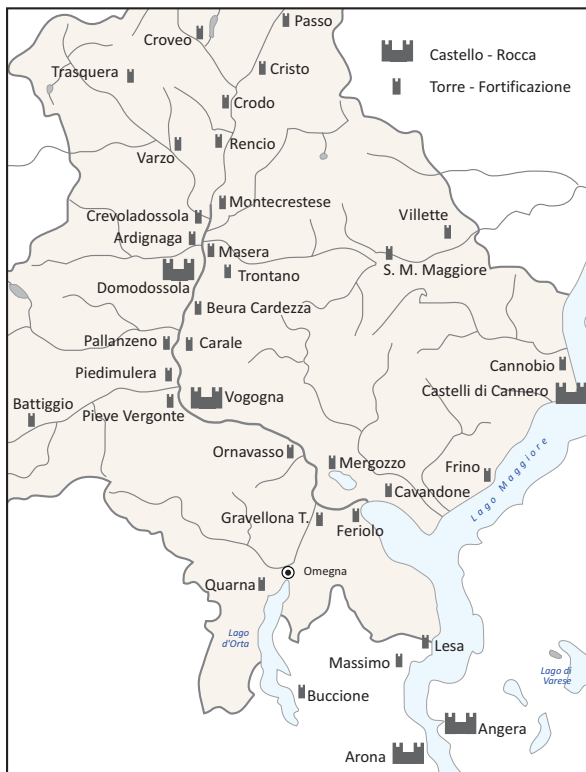 Passo
Croveo
Castello - Rocca
Trasquera
Cristo
Torre - Fortificazione
Crodo
Rencio
Varzo
Montecrestese
Crevoladossola
Villette
Ardignaga
Masera
S. M. Maggiore
Trontano
Domodossola
Beura Cardezza
Pallanzeno
Carale
Cannobio
Piedimulera
Castelli di Cannero
Battiggio
Pieve Vergonte
Vogogna
Ornavasso
Mergozzo
Frino
Cavandone
Lago Maggiore
Gravellona T.
Feriolo
Omegna
Quarna
Lago
d'Orta
Lesa
Massimo
Lago di
Varese
Buccione
Angera
Arona